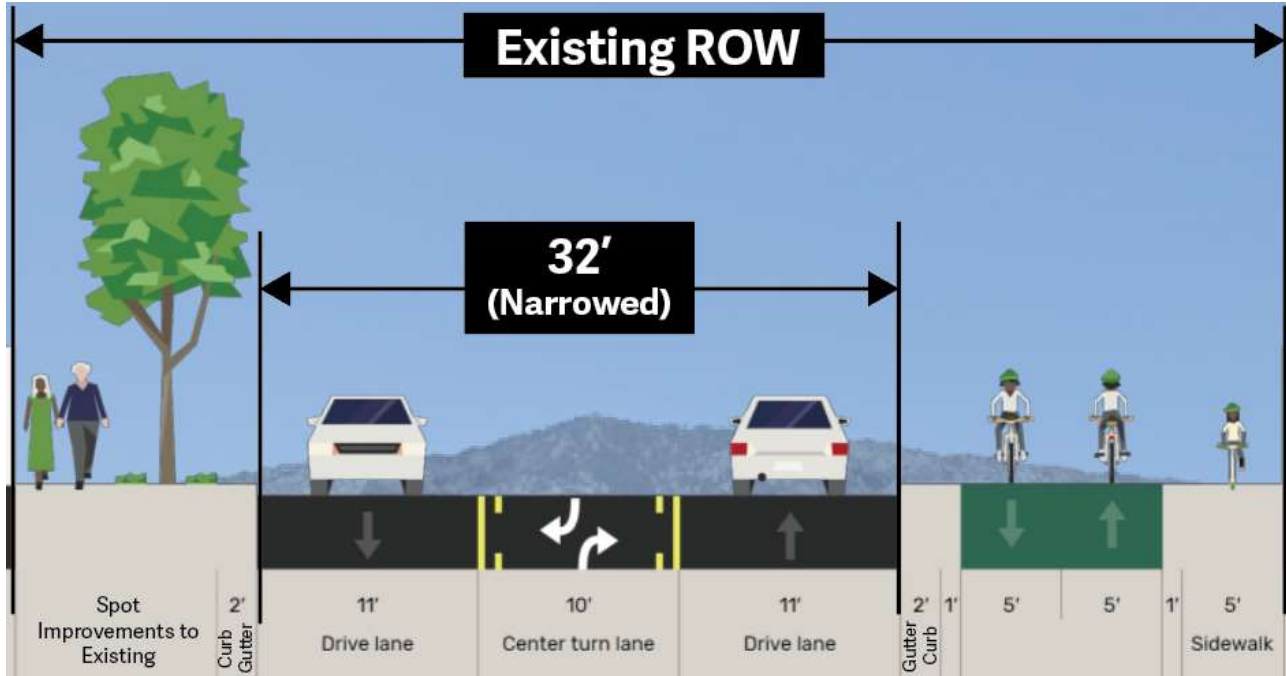 Existing ROW
32'
(Narrowed)
Spot
Improvements to
Existing
2'
Curb
Gutter
11'
Drive lane
10'
Center turn lane
11'
Drive lane
2'
Gutter
Curb
1'
5'
5'
1'
5'
Sidewalk